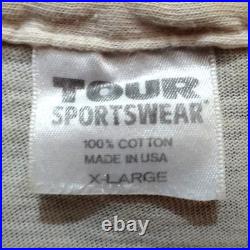 TOUR
SPORTSWEAR
100% COTTON
MADE IN USA
X-LARGE